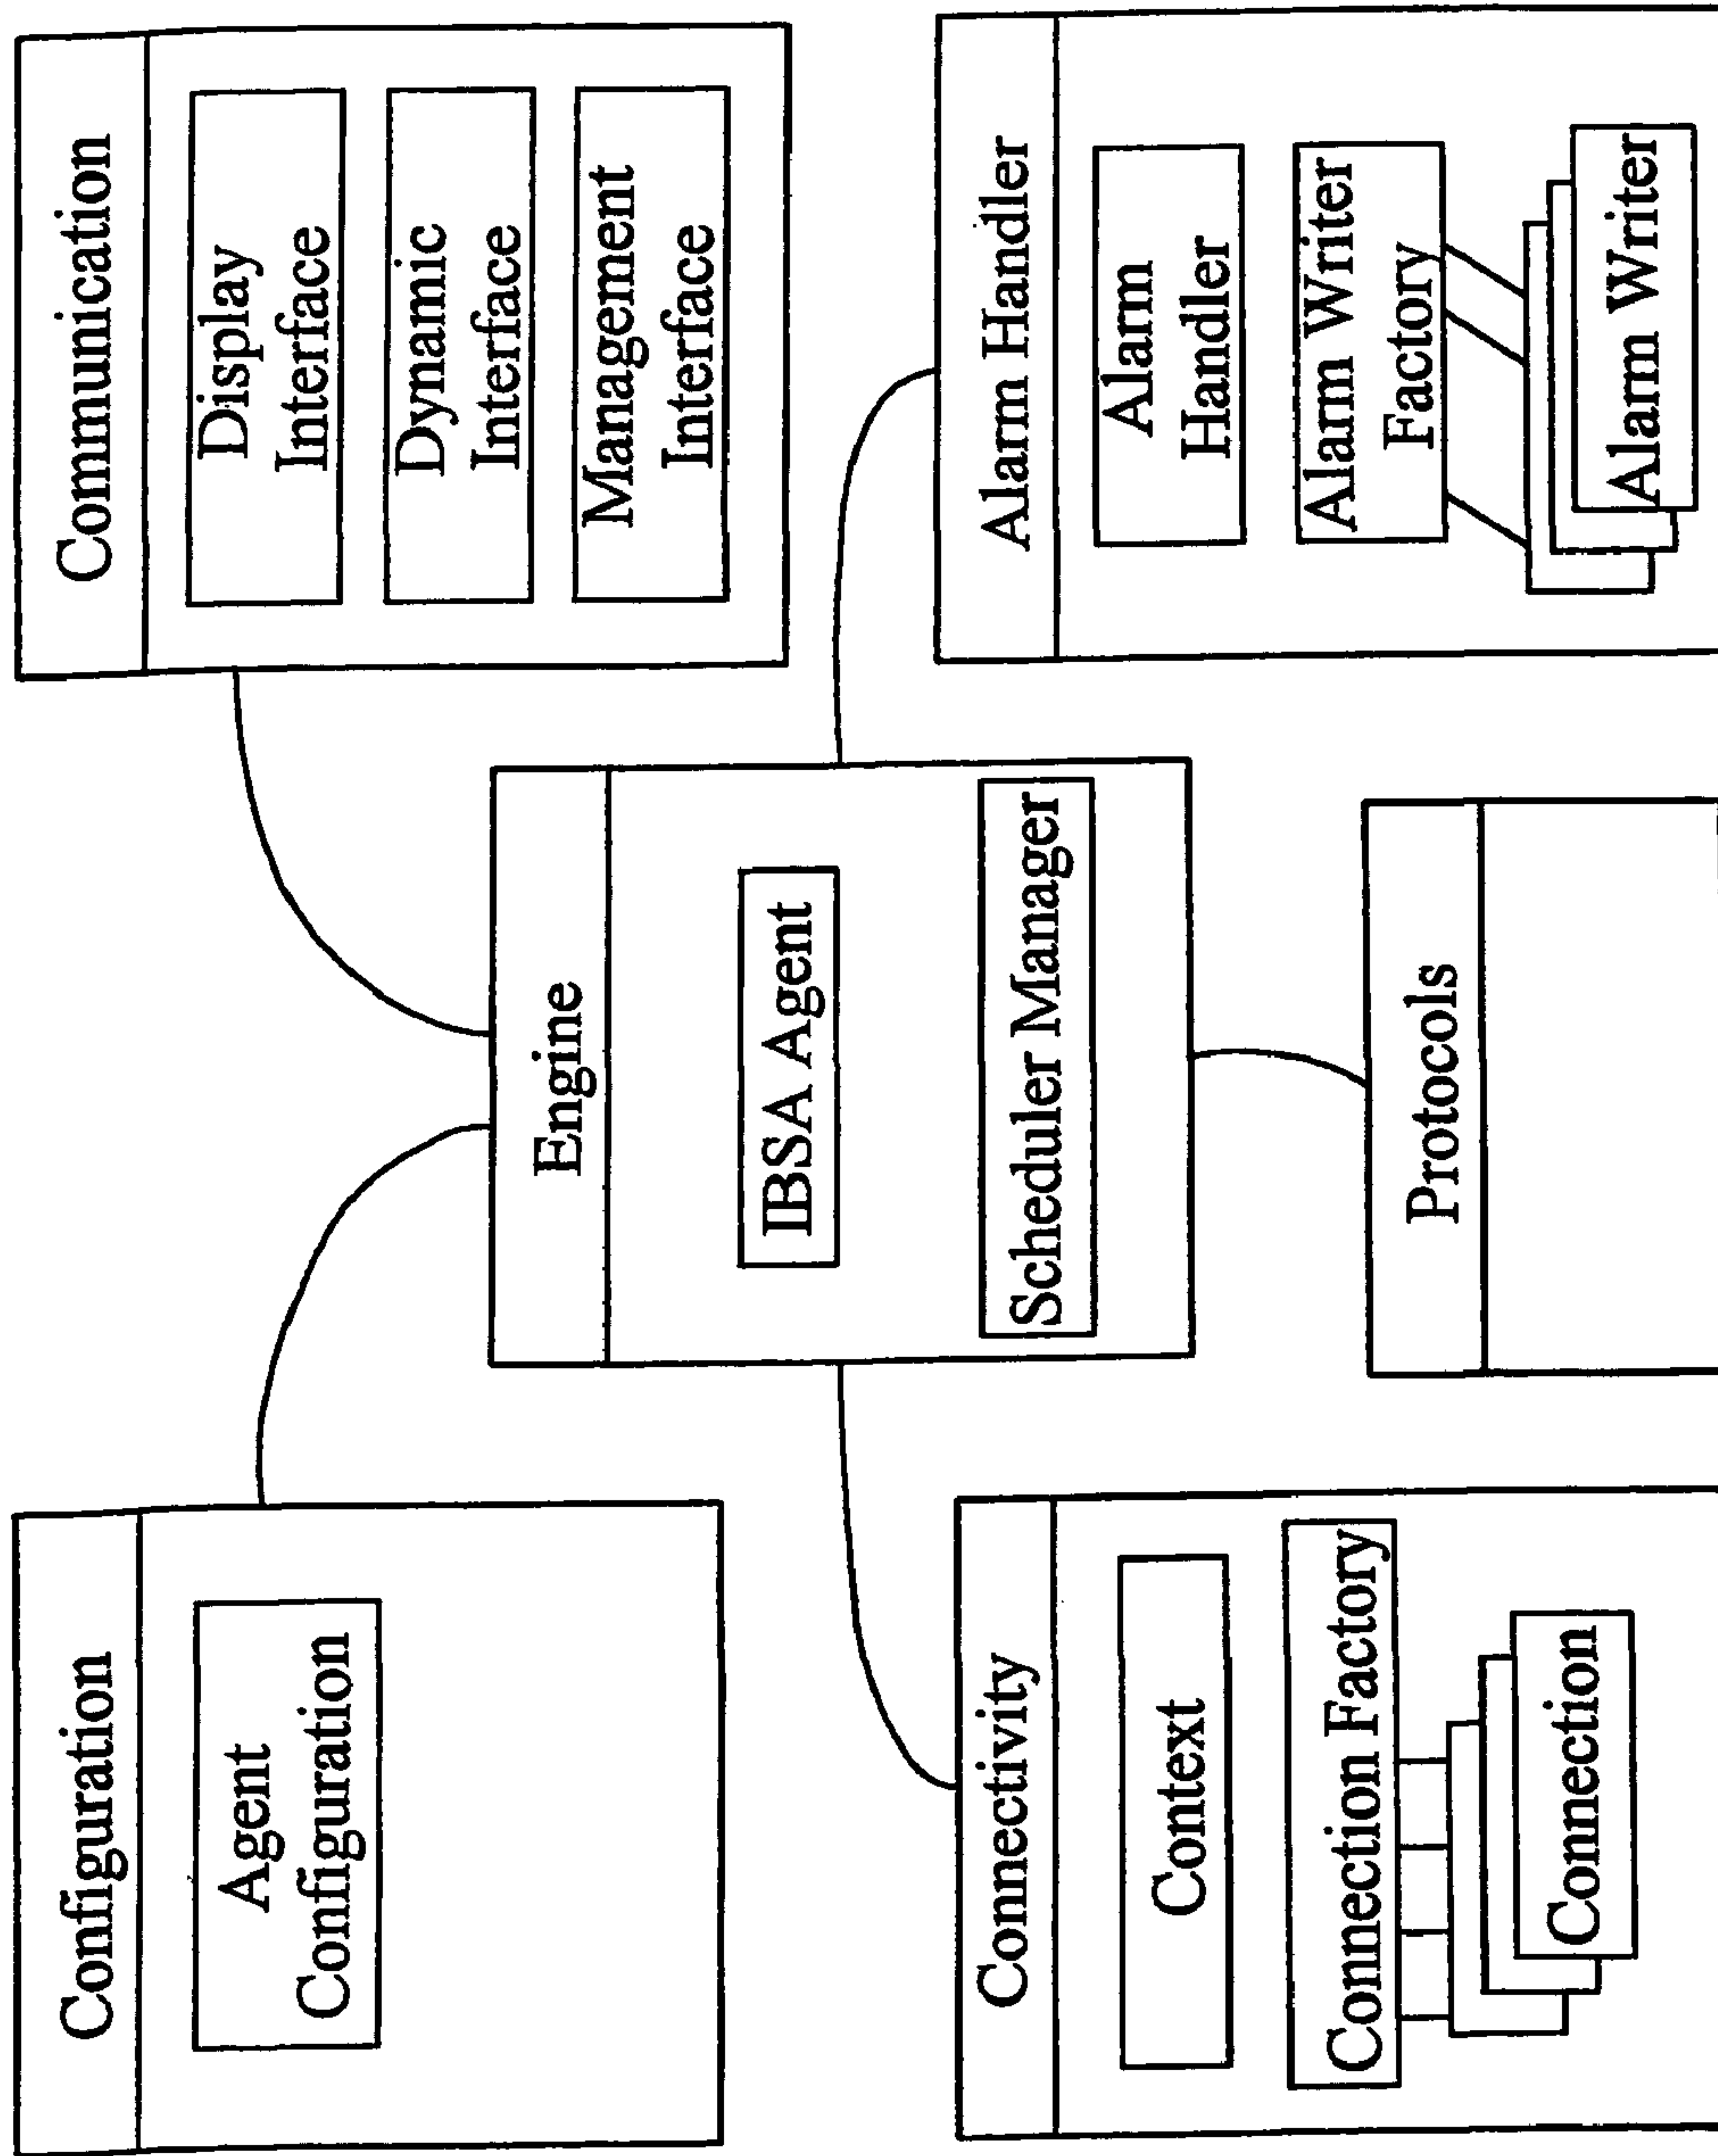 Configuration
Agent
Configuration
Communication
Display
Interface
Dynamic
Interface
Management
Interface
Engine
IBSA Agent
Scheduler Manager
Connectivity
Context
Connection Factory
Connection
Protocols
Alarm Handler
Alarm
Handler
Alarm Writer
Factory
Alarm Writer